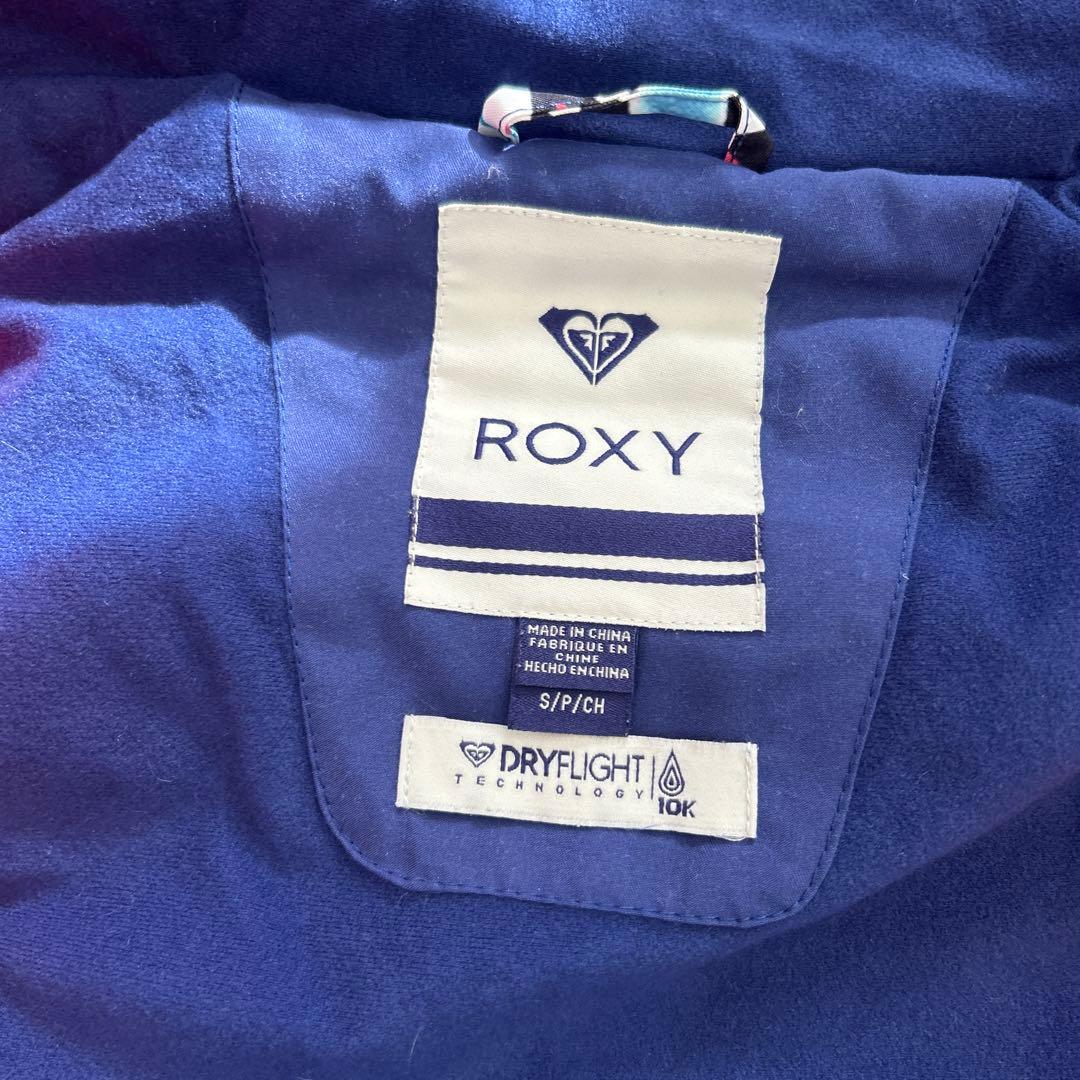 ROXY
MADE IN CHINA
FABRIQUE EN
CHINE
HECHO EN CHINA
S/P/CH
DRYFLIGHT
TECHNOLOGY
10K